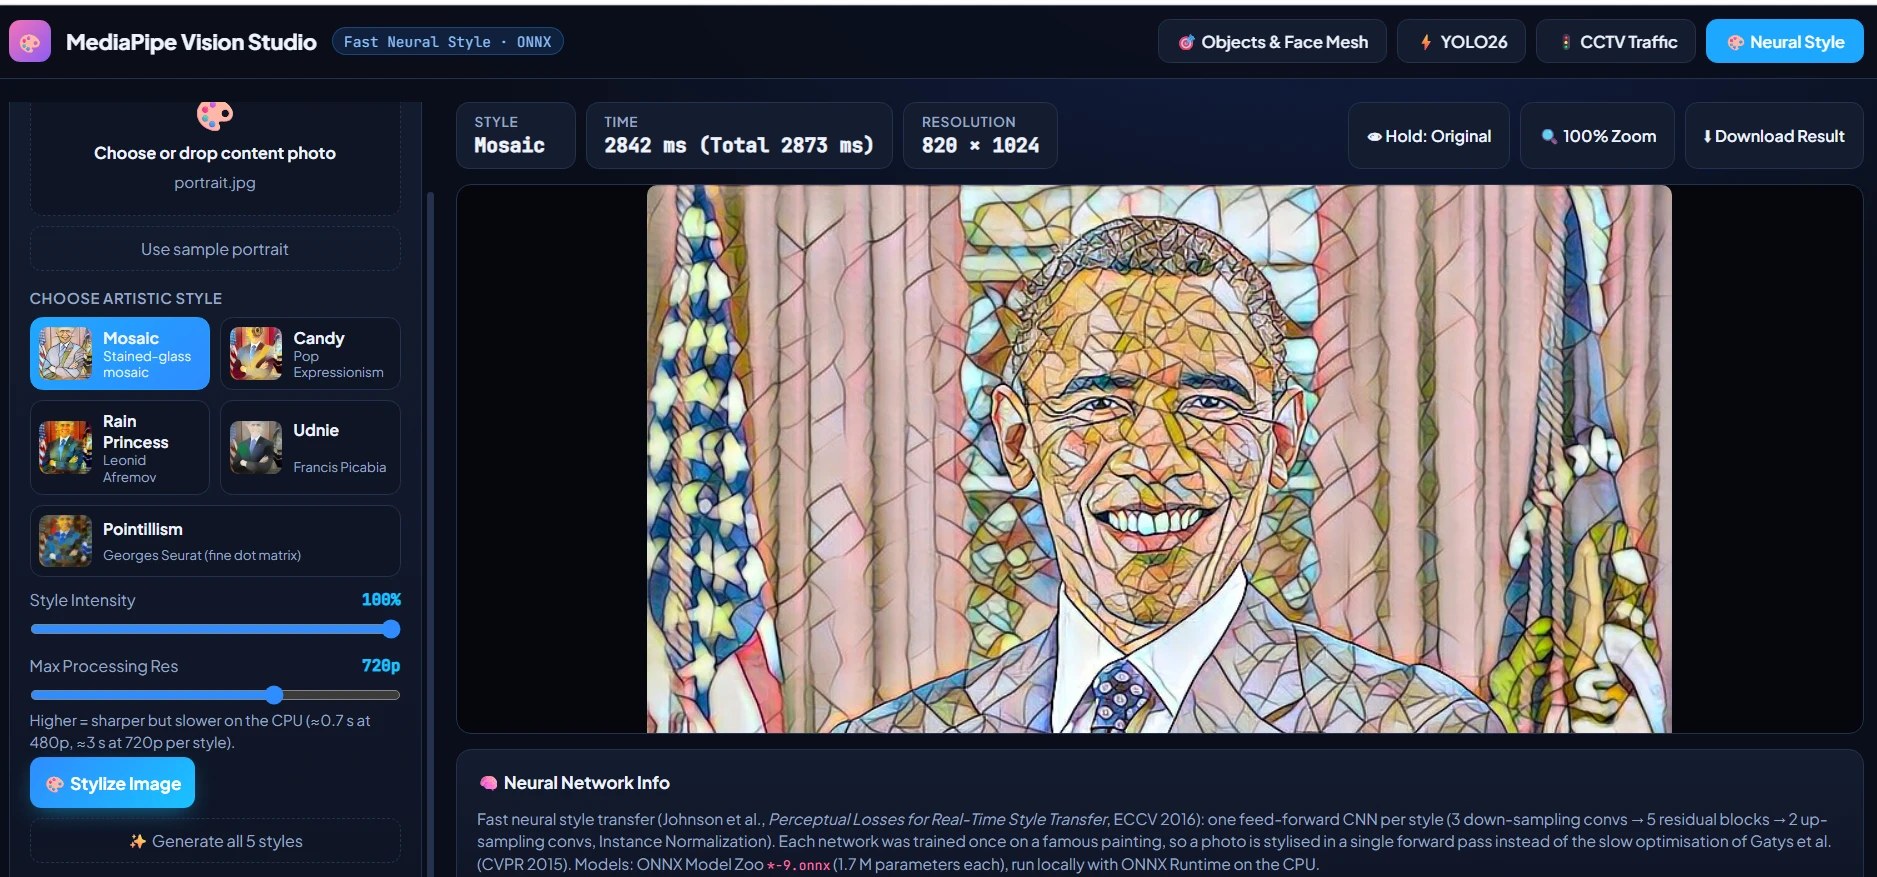 MediaPipe Vision Studio
Fast Neural Style · ONNX
Objects & Face Mesh
YOLO26
CCTV Traffic
Neural Style
Choose or drop content photo
portrait.jpg
Use sample portrait
CHOOSE ARTISTIC STYLE
Mosaic
Stained-glass
mosaic
Candy
Pop
Expressionism
Rain
Princess
Leonid
Afremov
Udnie
Francis Picabia
Pointillism
Georges Seurat (fine dot matrix)
Style Intensity
100%
Max Processing Res
720p
Higher = sharper but slower on the CPU (≈0.7 s at
480p, ≈3 s at 720p per style).
Stylize Image
Generate all 5 styles
STYLE
Mosaic
TIME
2842 ms (Total 2873 ms)
RESOLUTION
820 × 1024
Hold: Original
100% Zoom
Download Result
Neural Network Info
Fast neural style transfer (Johnson et al., Perceptual Losses for Real-Time Style Transfer, ECCV 2016): one feed-forward CNN per style (3 down-sampling convs → 5 residual blocks → 2 up-
sampling convs, Instance Normalization). Each network was trained once on a famous painting, so a photo is stylised in a single forward pass instead of the slow optimisation of Gatys et al.
(CVPR 2015). Models: ONNX Model Zoo *-9.onnx (1.7 M parameters each), run locally with ONNX Runtime on the CPU.